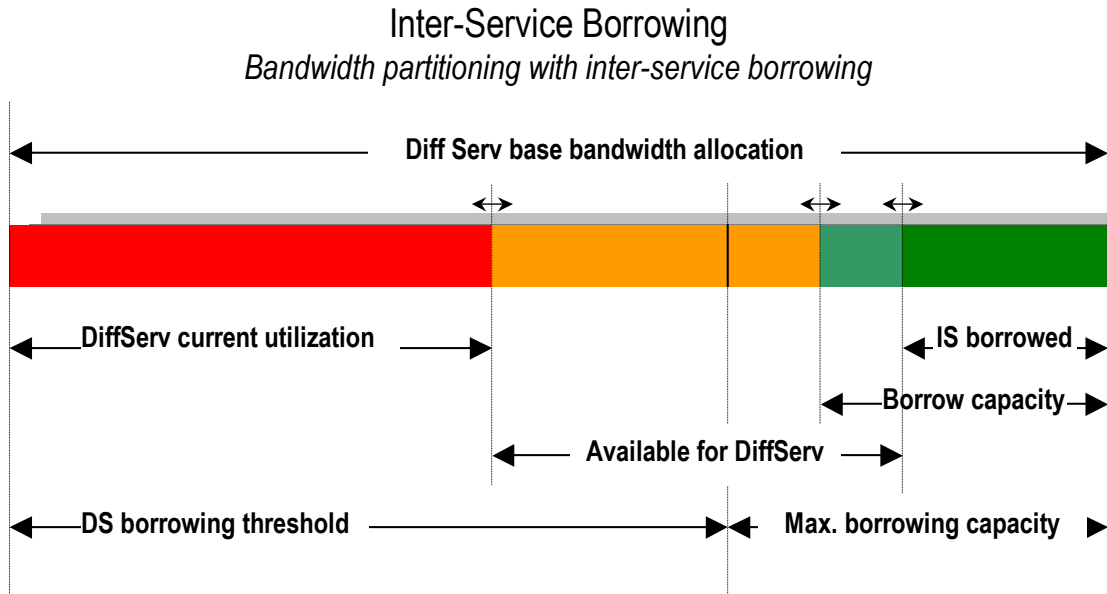 Inter-Service Borrowing
Bandwidth partitioning with inter-service borrowing
Diff Serv base bandwidth allocation
DiffServ current utilization
IS borrowed
Borrow capacity
Available for DiffServ
DS borrowing threshold
Max. borrowing capacity